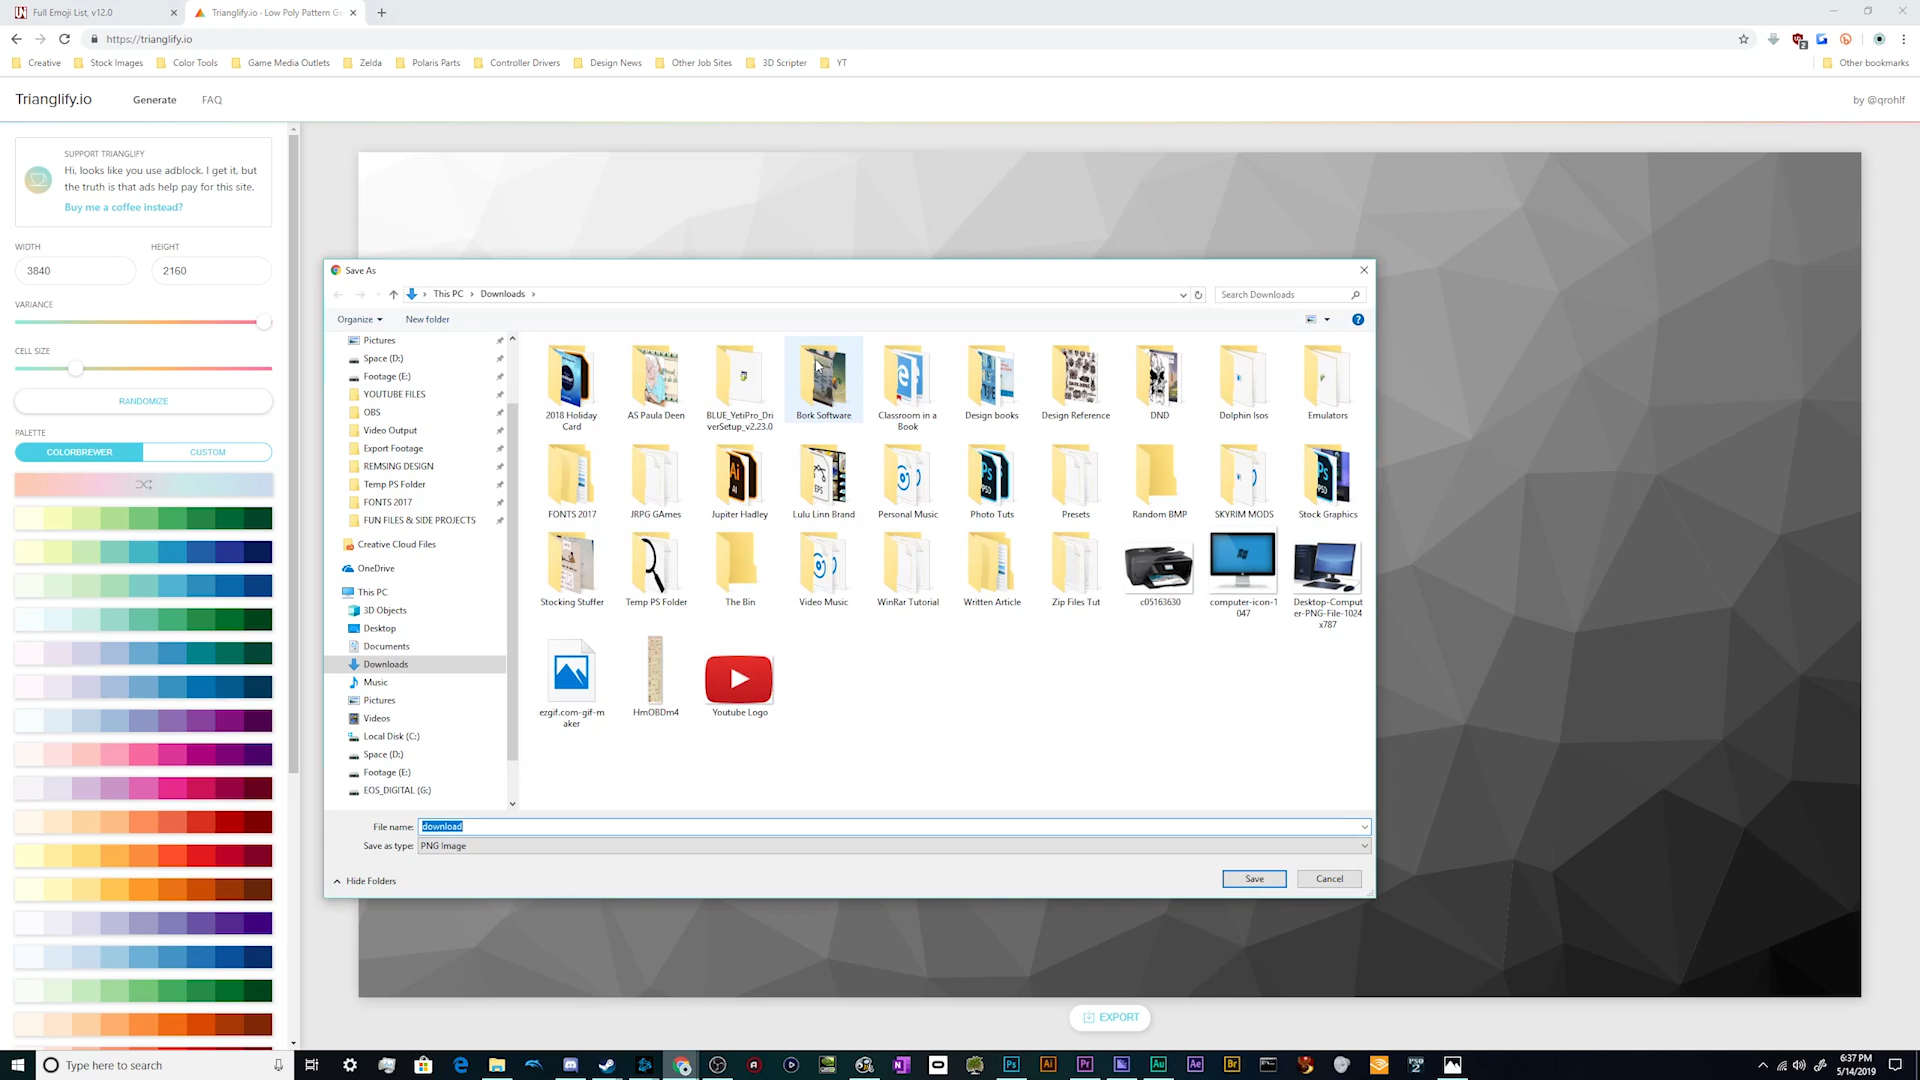 Full Emoji List, v12.0
Trianglify.io - Low Poly Pattern Ge
https://trianglify.io
Creative
Stock Images
Color Tools
Game Media Outlets
Zelda
Polaris Parts
Controller Drivers
Design News
Other Job Sites
3D Scripter
YT
Other bookmarks
Trianglify.io
Generate
FAQ
by @qrohlf
SUPPORT TRIANGLIFY
Hi, looks like you use adblock. I get it, but
the truth is that ads help pay for this site.
Buy me a coffee instead?
WIDTH
HEIGHT
3840
2160
VARIANCE
CELL SIZE
RANDOMIZE
PALETTE
COLORBREWER
CUSTOM
Save As
This PC
Downloads
Search Downloads
Organize
New folder
Pictures
Space (D:)
Footage (E:)
YOUTUBE FILES
OBS
Video Output
Export Footage
REMSING DESIGN
Temp PS Folder
FONTS 2017
FUN FILES & SIDE PROJECTS
Creative Cloud Files
OneDrive
This PC
3D Objects
Desktop
Documents
Downloads
Music
Pictures
Videos
Local Disk (C:)
Space (D:)
Footage (E:)
EOS_DIGITAL (G:)
2018 Holiday
Card
AS Paula Deen
BLUE_YetiPro_Dri
verSetup_v2.23.0
Bork Software
Classroom in a
Book
Design books
Design Reference
DND
Dolphin Isos
Emulators
FONTS 2017
JRPG GAmes
Jupiter Hadley
Lulu Linn Brand
Personal Music
Photo Tuts
Presets
Random BMP
SKYRIM MODS
Stock Graphics
Stocking Stuffer
Temp PS Folder
The Bin
Video Music
WinRar Tutorial
Written Article
Zip Files Tut
c05163630
computer-icon-1
047
Desktop-Comput
er-PNG-File-1024
x787
ezgif.com-gif-m
aker
HmOBDm4
Youtube Logo
File name:
download
Save as type:
PNG Image
Hide Folders
Save
Cancel
EXPORT
Type here to search
6:37 PM
5/14/2019